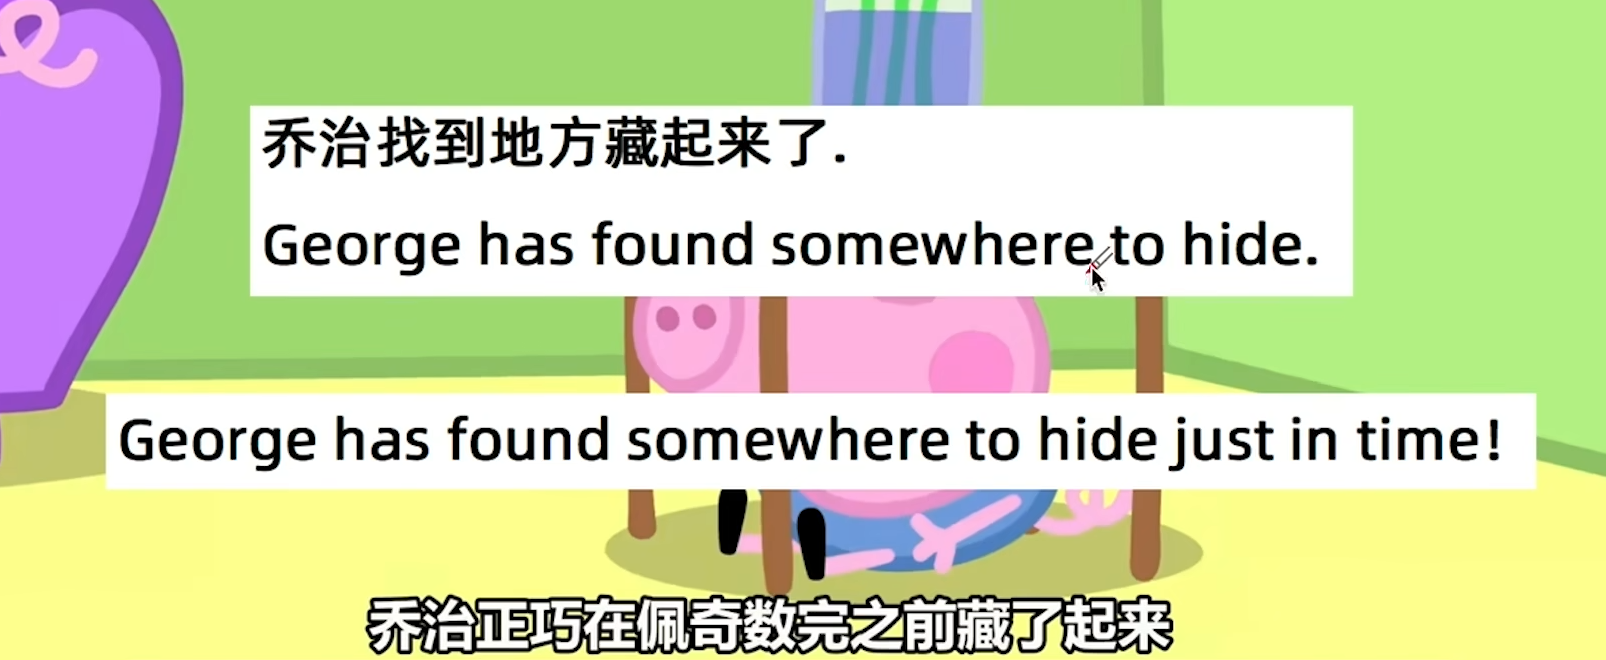 乔治找到地方藏起来了.
George has found somewhere to hide.
George has found somewhere to hide just in time!
乔治正巧在佩奇数完之前藏了起来